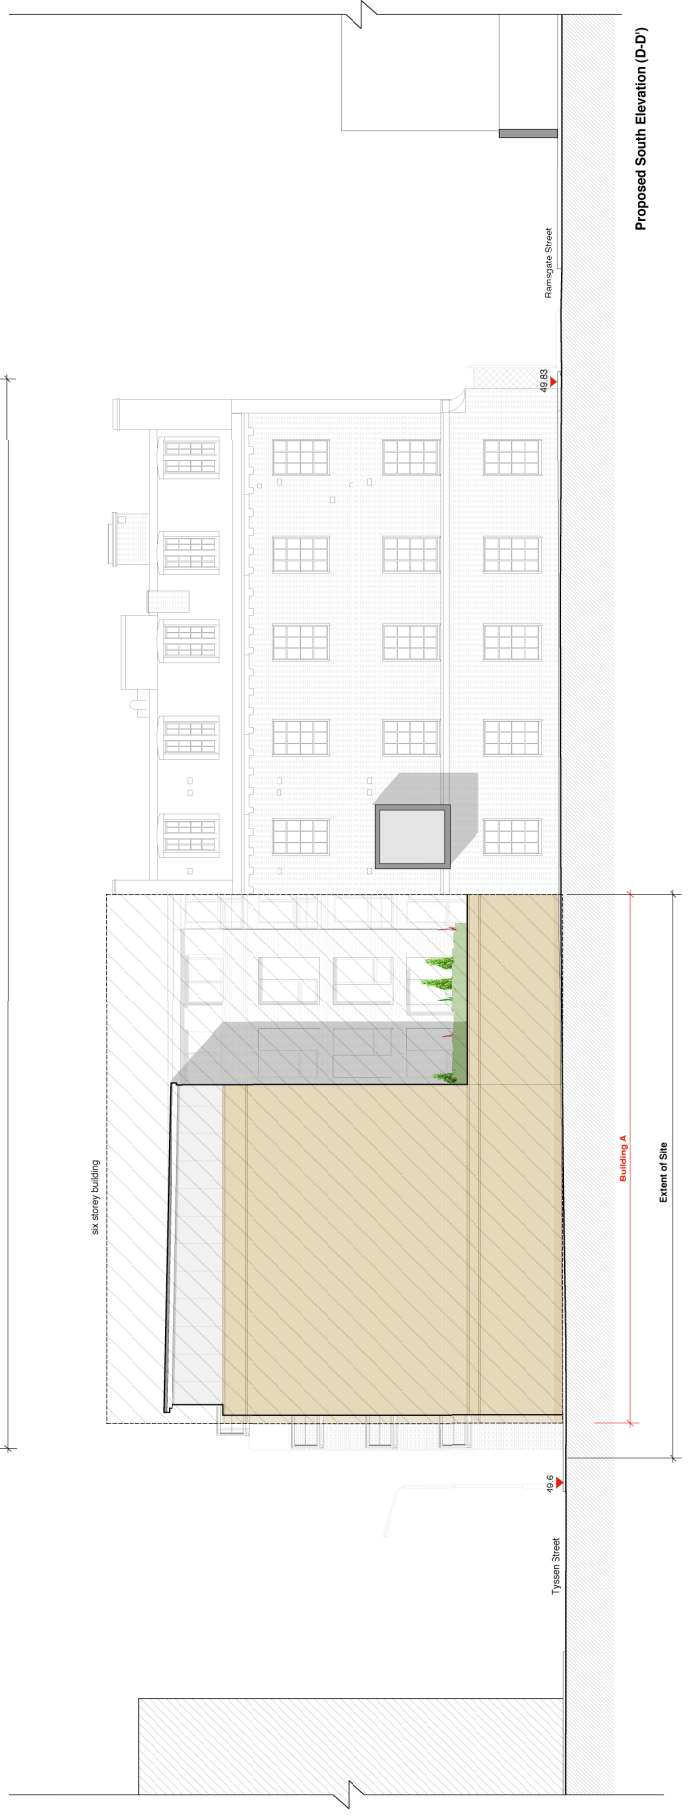 Proposed South Elevation (D-D')
six storey building
Tyssen Street
49.6
49.83
Ramsgate Street
Building A
Extent of Site